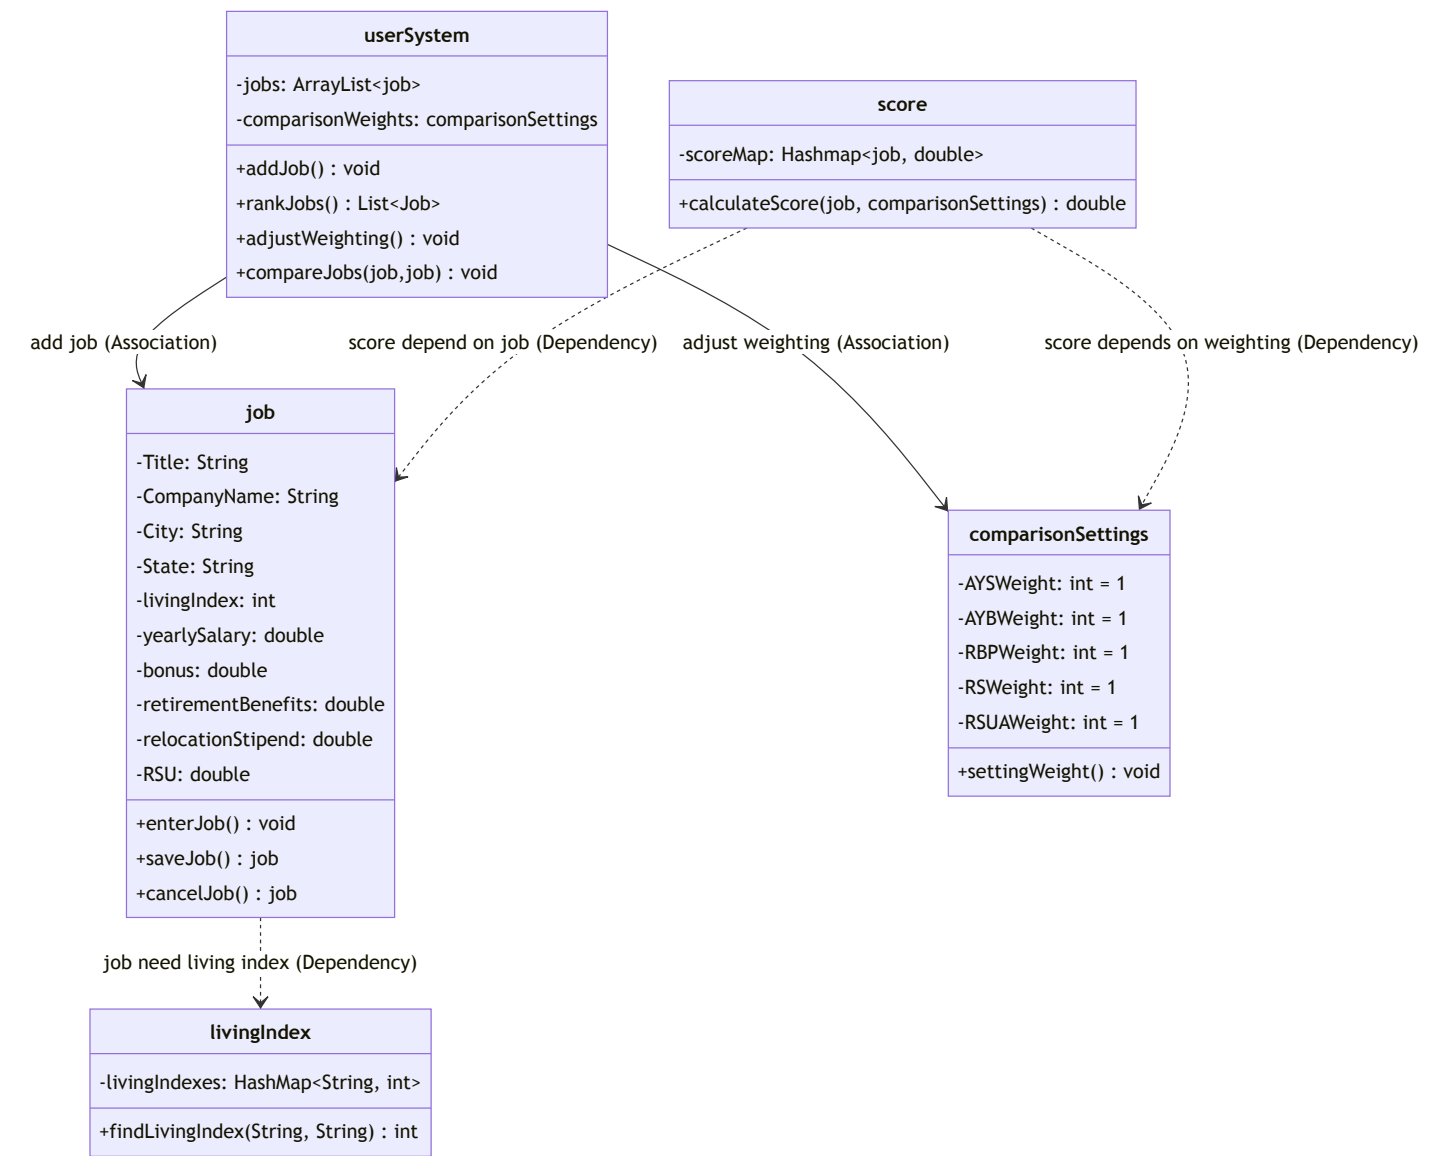 userSystem
-jobs: ArrayList<job>
-comparisonWeights: comparisonSettings
+addJob() : void
+rankJobs() : List<Job>
+adjustWeighting() : void
+compareJobs(job,job) : void
score
-scoreMap: Hashmap<job, double>
+calculateScore(job, comparisonSettings) : double
add job (Association)
score depend on job (Dependency)
adjust weighting (Association)
score depends on weighting (Dependency)
job
-Title: String
-CompanyName: String
-City: String
-State: String
-livingIndex: int
-yearlySalary: double
-bonus: double
-retirementBenefits: double
-relocationStipend: double
-RSU: double
+enterJob() : void
+saveJob() : job
+cancelJob() : job
comparisonSettings
-AYSWeight: int = 1
-AYBWeight: int = 1
-RBPWeight: int = 1
-RSWeight: int = 1
-RSUAWeight: int = 1
+settingWeight() : void
job need living index (Dependency)
livingIndex
-livingIndexes: HashMap<String, int>
+findLivingIndex(String, String) : int